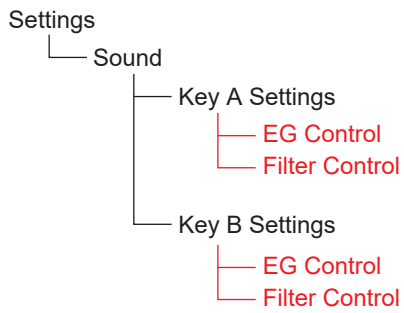 Settings
Sound
Key A Settings
EG Control
Filter Control
Key B Settings
EG Control
Filter Control